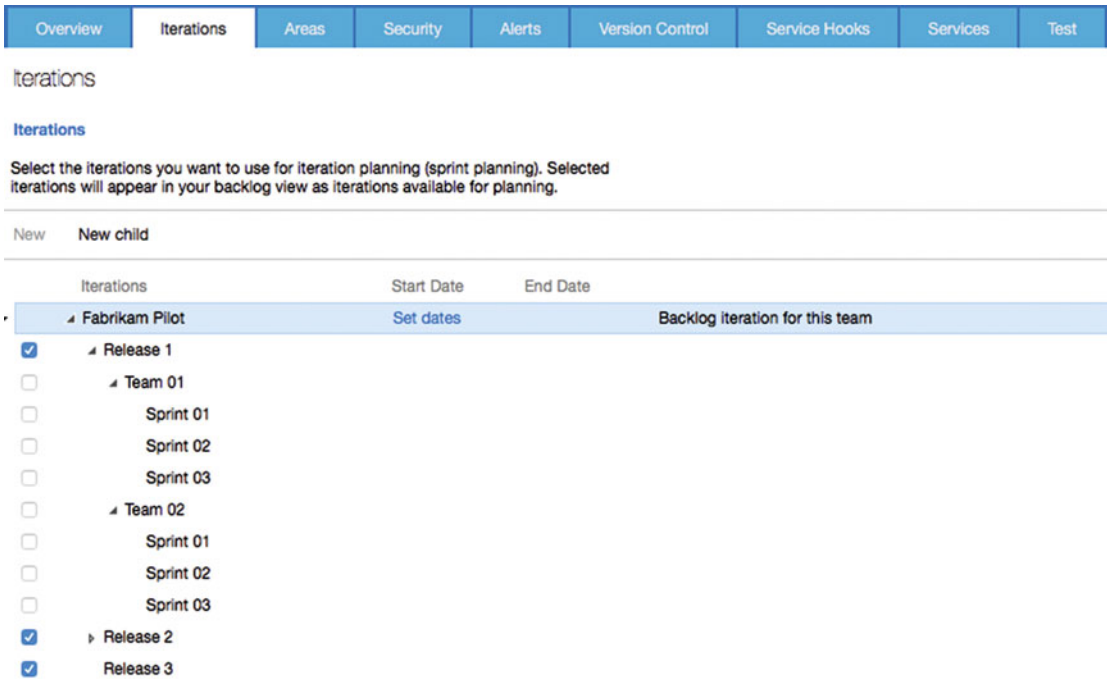 Overview Iterations Areas Security Alerts Version Control Service Hooks Services Test
Iterations
Iterations
Select the iterations you want to use for iteration planning (sprint planning). Selected
iterations will appear in your backlog view as iterations available for planning.
New New child
Iterations Start Date End Date
Fabrikam Pilot Set dates Backlog iteration for this team
Release 1
Team 01
Sprint 01
Sprint 02
Sprint 03
Team 02
Sprint 01
Sprint 02
Sprint 03
Release 2
Release 3